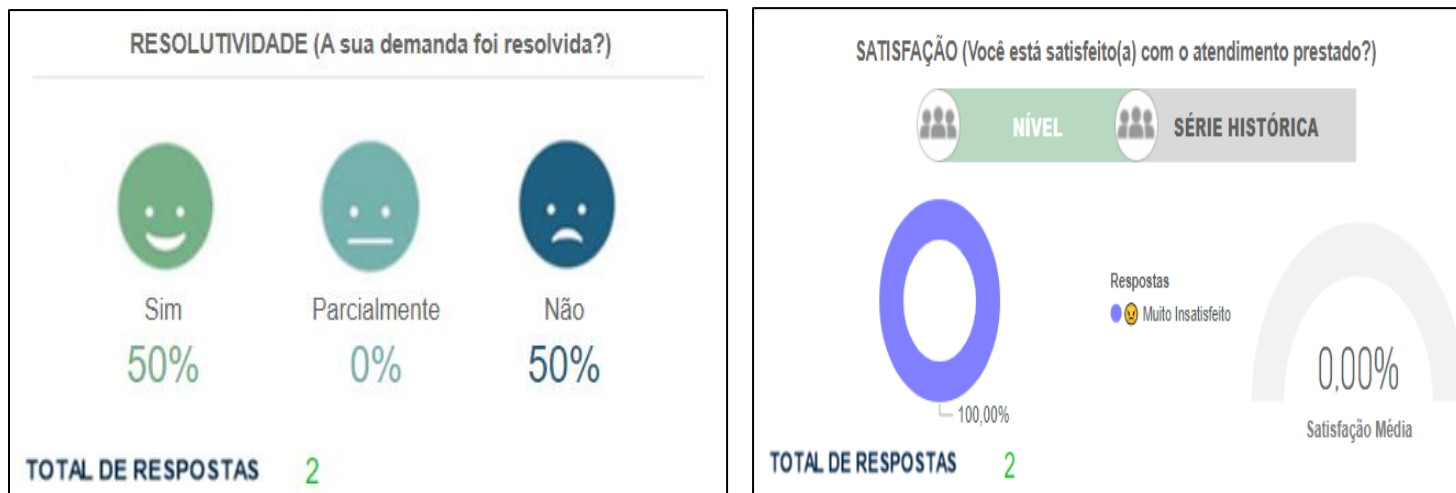 RESOLUTIVIDADE (A sua demanda foi resolvida?)
Sim
Parcialmente
Não
50%
0%
50%
TOTAL DE RESPOSTAS 2
SATISFAÇÃO (Você está satisfeito(a) com o atendimento prestado?)
NÍVEL
SÉRIE HISTÓRICA
Respostas
Muito Insatisfeito
100,00%
0,00%
Satisfação Média
TOTAL DE RESPOSTAS 2